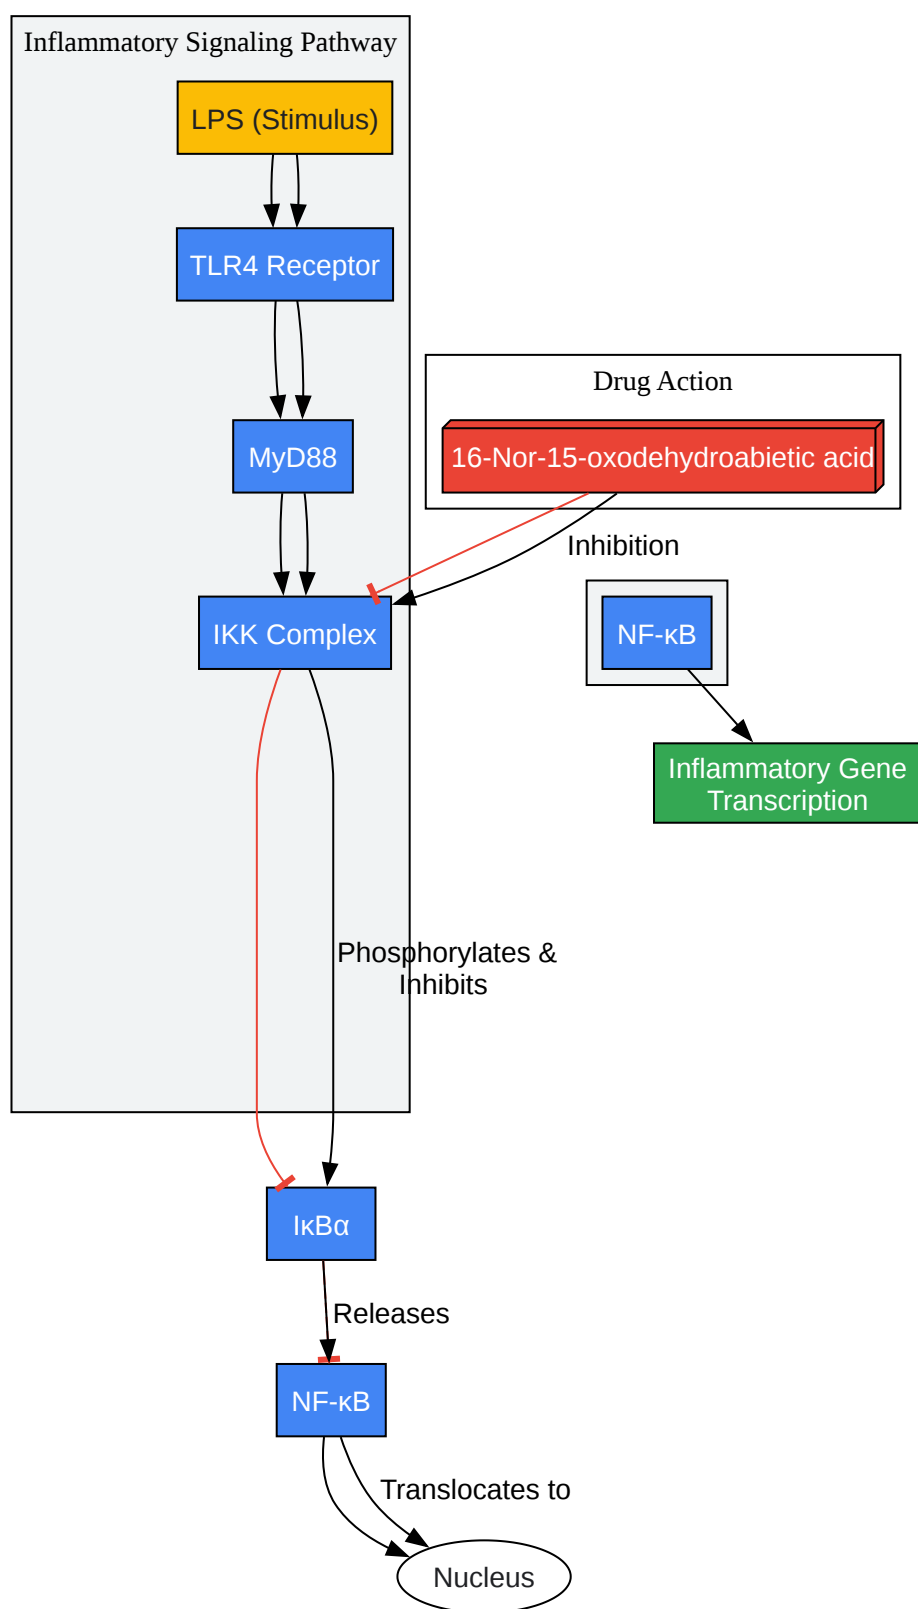 Inflammatory Signaling Pathway
LPS (Stimulus)
TLR4 Receptor
Drug Action
MyD88
16-Nor-15-oxodehydroabietic acid
Inhibition
IKK Complex
NF-κB
Inflammatory Gene
Transcription
Phosphorylates &
Inhibits
IκBα
Releases
NF-κB
Translocates to
Nucleus